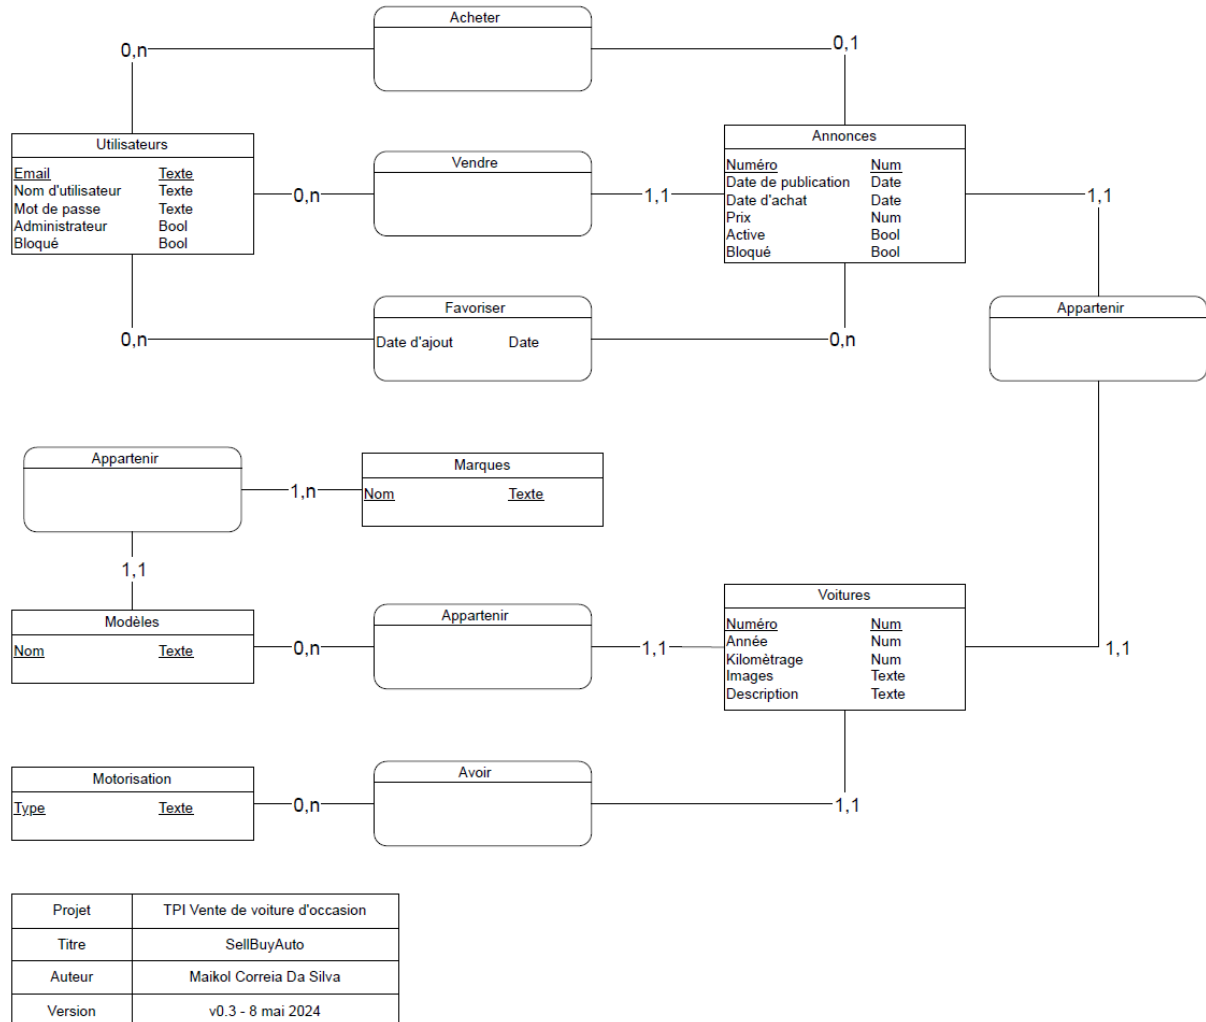 Acheter
0,n
0,1
Utilisateurs
Email Texte
Nom d'utilisateur Texte
Mot de passe Texte
Administrateur Bool
Bloqué Bool
0,n
Vendre
1,1
Annonces
Numéro Num
Date de publication Date
Date d'achat Date
Prix Num
Active Bool
Bloqué Bool
1,1
0,n
Favoriser
Date d'ajout Date
0,n
Appartenir
Appartenir
1,n
Marques
Nom Texte
1,1
Modèles
Nom Texte
0,n
Appartenir
1,1
Voitures
Numéro Num
Année Num
Kilomètrage Num
Images Texte
Description Texte
1,1
Motorisation
Type Texte
0,n
Avoir
1,1
Projet TPI Vente de voiture d'occasion
Titre SellBuyAuto
Auteur Maikol Correia Da Silva
Version v0.3 - 8 mai 2024